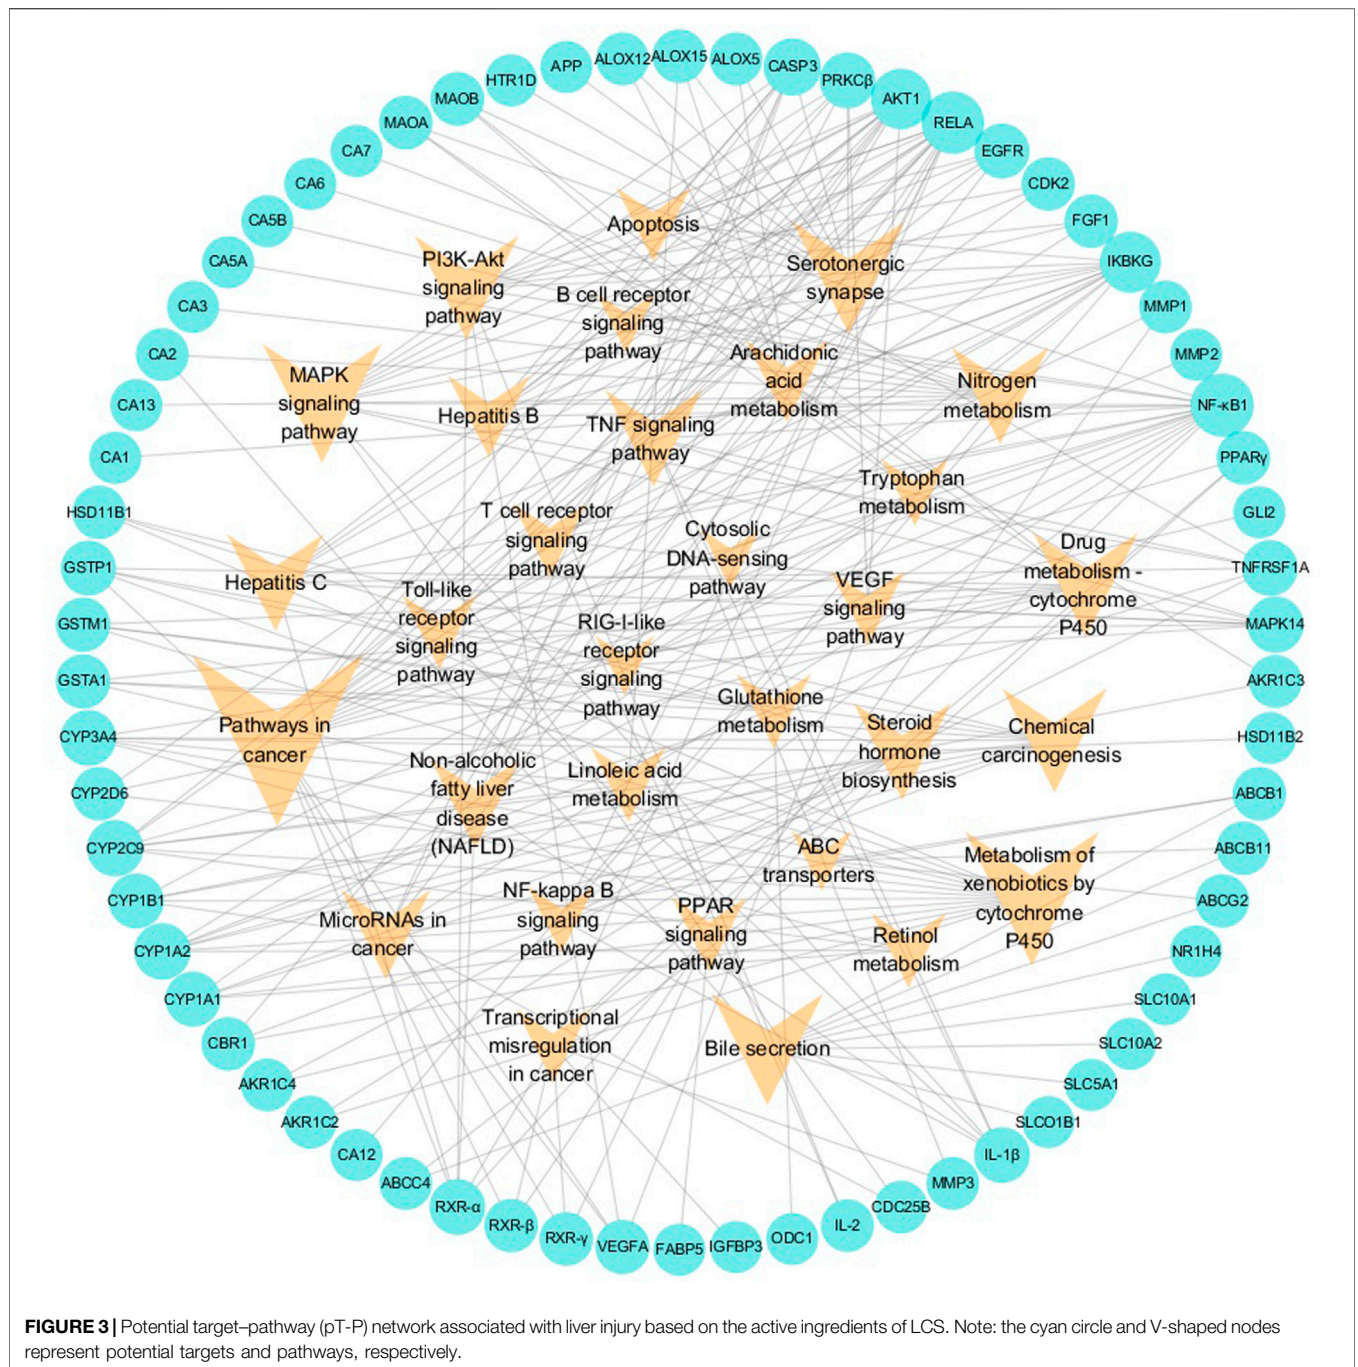 ALOX15
ALOX5
CASP3
PRKCβ
AKT1
RELA
EGFR
CDK2
FGF1
IKBKG
MMP1
MMP2
NF-κB1
PPARγ
GLI2
TNFRSF1A
MAPK14
AKR1C3
HSD11B2
ABCB1
ABCB11
ABCG2
NR1H4
SLC10A1
SLC10A2
SLC5A1
SLCO1B1
IL-1β
MMP3
CDC25B
IL-2
ODC1
IGFBP3
FABP5
VEGFA
RXR-γ
RXR-β
RXR-α
ABCC4
CA12
AKR1C2
AKR1C4
CBR1
CYP1A1
CYP1A2
CYP1B1
CYP2C9
CYP2D6
CYP3A4
GSTA1
GSTM1
GSTP1
HSD11B1
CA1
CA13
CA2
CA3
CA5A
CA5B
CA6
CA7
MAOA
MAOB
HTR1D
APP
ALOX12
Apoptosis
PI3K-Akt
signaling
pathway
B cell receptor
signaling
pathway
Serotonergic
synapse
MAPK
signaling
pathway
Hepatitis B
TNF signaling
pathway
Arachidonic
acid
metabolism
Nitrogen
metabolism
Tryptophan
metabolism
T cell receptor
signaling
pathway
Cytosolic
DNA-sensing
pathway
VEGF
signaling
pathway
Drug
metabolism -
cytochrome
P450
Hepatitis C
Toll-like
receptor
signaling
pathway
RIG-I-like
receptor
signaling
pathway
Pathways in
cancer
Glutathione
metabolism
Steroid
hormone
biosynthesis
Chemical
carcinogenesis
Non-alcoholic
fatty liver
disease
(NAFLD)
Linoleic acid
metabolism
ABC
transporters
Metabolism of
xenobiotics by
cytochrome
P450
MicroRNAs in
cancer
NF-kappa B
signaling
pathway
PPAR
signaling
pathway
Retinol
metabolism
Transcriptional
misregulation
in cancer
Bile secretion
FIGURE 3 | Potential target–pathway (pT-P) network associated with liver injury based on the active ingredients of LCS. Note: the cyan circle and V-shaped nodes
represent potential targets and pathways, respectively.